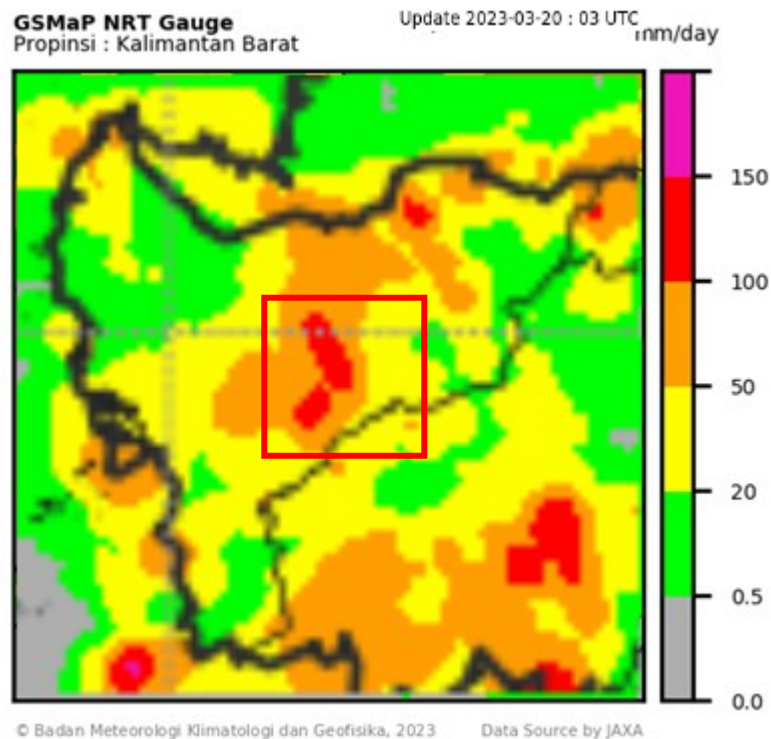 GSMaP NRT Gauge
Update 2023-03-20 : 03 UTC
Propinsi : Kalimantan Barat
mm/day
150
100
50
20
0.5
0.0
© Badan Meteorologi Klimatologi dan Geofisika, 2023
Data Source by JAXA